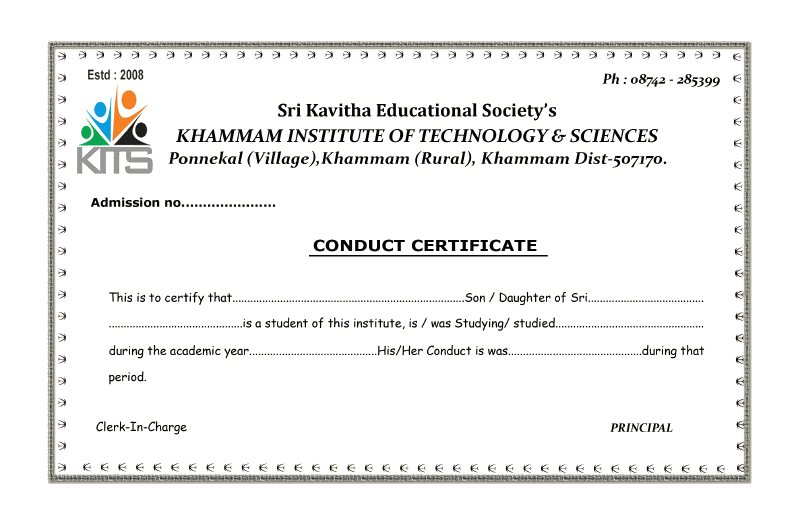 Estd : 2008
Ph : 08742 - 285399
KITS
Sri Kavitha Educational Society's
KHAMMAM INSTITUTE OF TECHNOLOGY & SCIENCES
Ponnekal (Village),Khammam (Rural), Khammam Dist-507170.
Admission no......................
CONDUCT CERTIFICATE
This is to certify that..............................................................................Son / Daughter of Sri.......................................
.............................................is a student of this institute, is / was Studying/ studied..................................................
during the academic year...........................................His/Her Conduct is was.............................................during that
period.
Clerk-In-Charge
PRINCIPAL